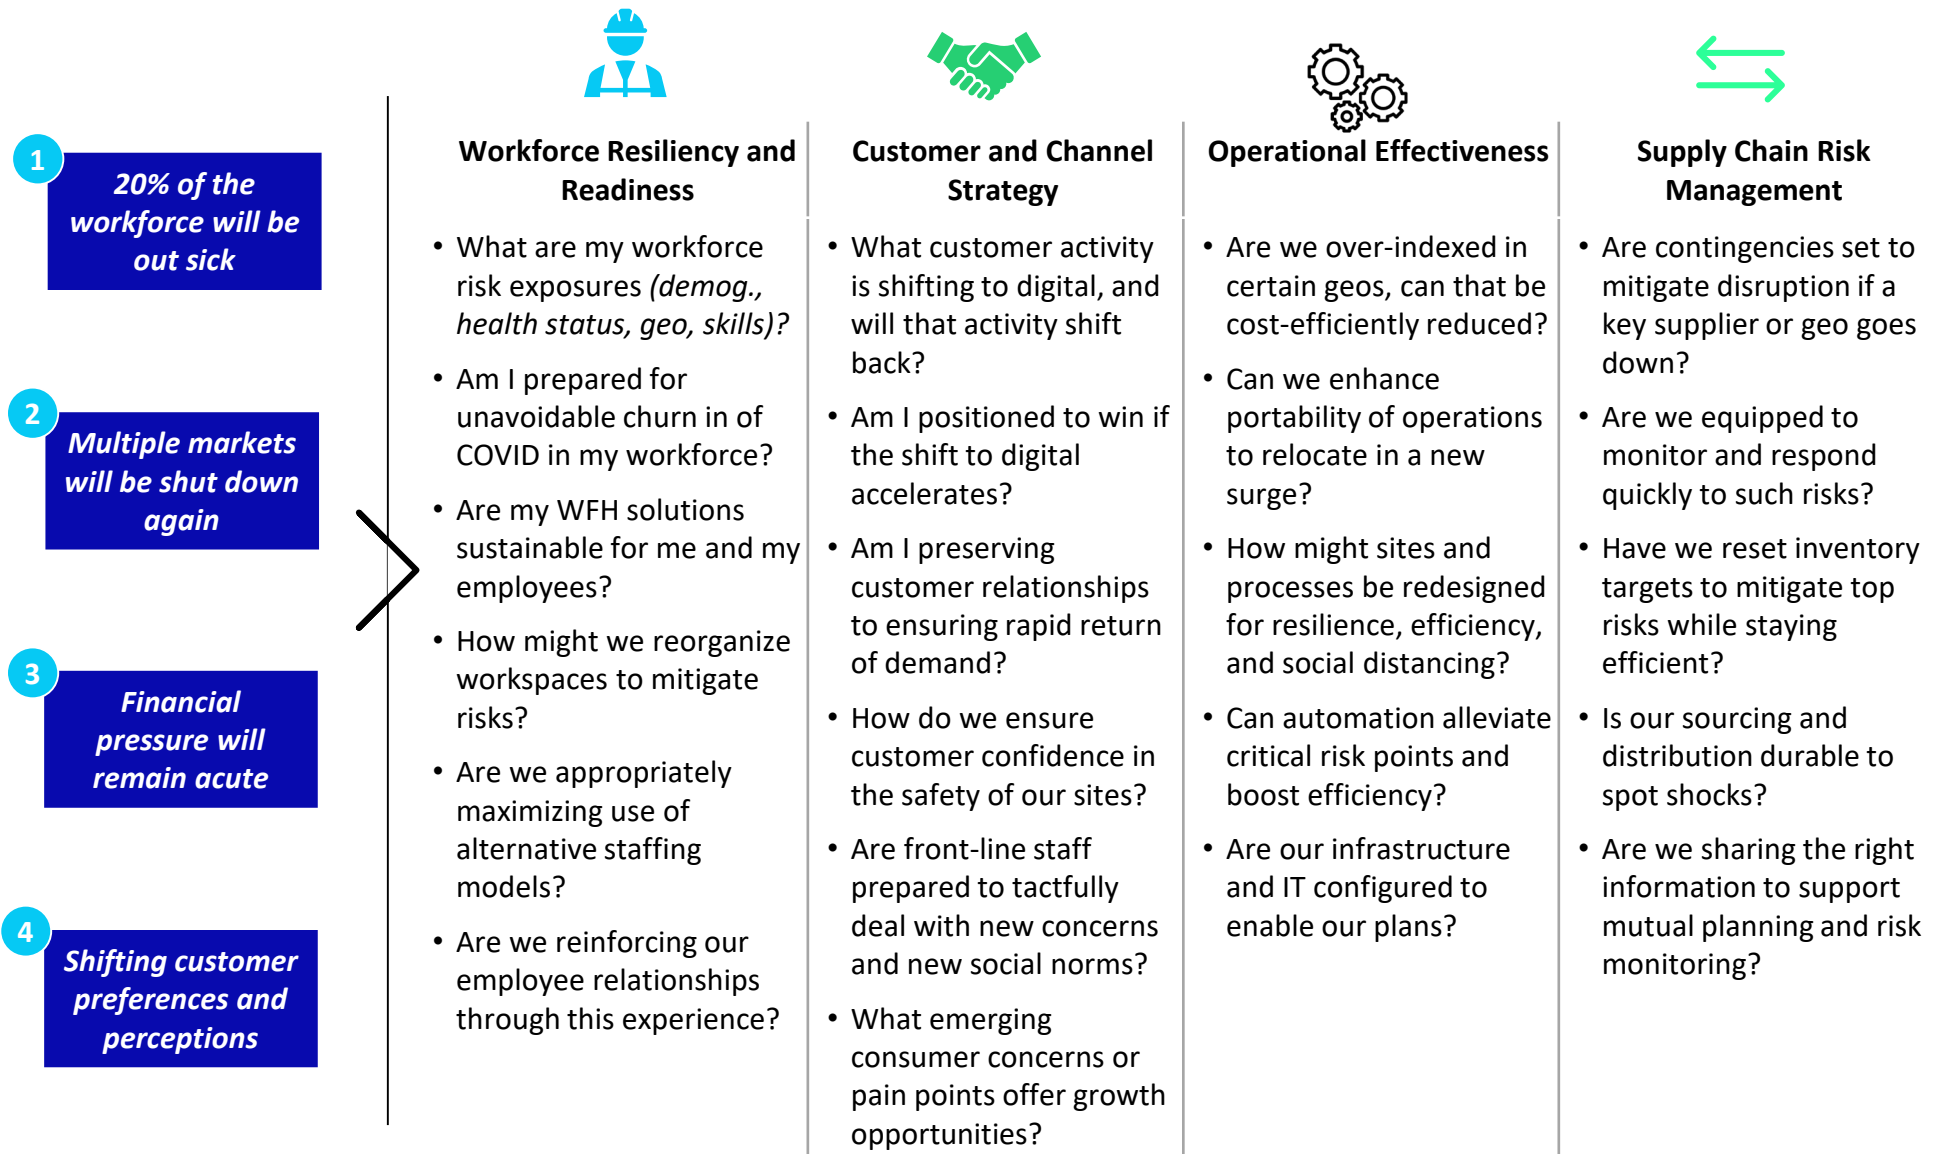 1
20% of the
workforce will be
out sick
2
Multiple markets
will be shut down
again
3
Financial
pressure will
remain acute
4
Shifting customer
preferences and
perceptions
Workforce Resiliency and
Readiness
• What are my workforce
risk exposures (demog.,
health status, geo, skills)?
• Am I prepared for
unavoidable churn in of
COVID in my workforce?
• Are my WFH solutions
sustainable for me and my
employees?
• How might we reorganize
workspaces to mitigate
risks?
• Are we appropriately
maximizing use of
alternative staffing
models?
• Are we reinforcing our
employee relationships
through this experience?
Customer and Channel
Strategy
• What customer activity
is shifting to digital, and
will that activity shift
back?
• Am I positioned to win if
the shift to digital
accelerates?
• Am I preserving
customer relationships
to ensuring rapid return
of demand?
• How do we ensure
customer confidence in
the safety of our sites?
• Are front-line staff
prepared to tactfully
deal with new concerns
and new social norms?
• What emerging
consumer concerns or
pain points offer growth
opportunities?
Operational Effectiveness
• Are we over-indexed in
certain geos, can that be
cost-efficiently reduced?
• Can we enhance
portability of operations
to relocate in a new
surge?
• How might sites and
processes be redesigned
for resilience, efficiency,
and social distancing?
• Can automation alleviate
critical risk points and
boost efficiency?
• Are our infrastructure
and IT configured to
enable our plans?
Supply Chain Risk
Management
• Are contingencies set to
mitigate disruption if a
key supplier or geo goes
down?
• Are we equipped to
monitor and respond
quickly to such risks?
• Have we reset inventory
targets to mitigate top
risks while staying
efficient?
• Is our sourcing and
distribution durable to
spot shocks?
• Are we sharing the right
information to support
mutual planning and risk
monitoring?